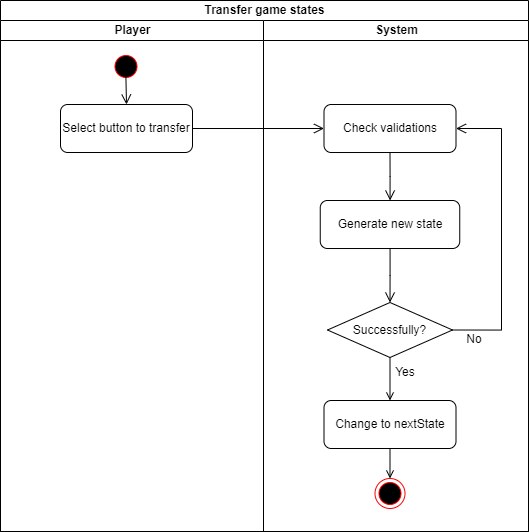 Transfer game states
Player
System
Select button to transfer
Check validations
Generate new state
Successfully?
No
Yes
Change to nextState